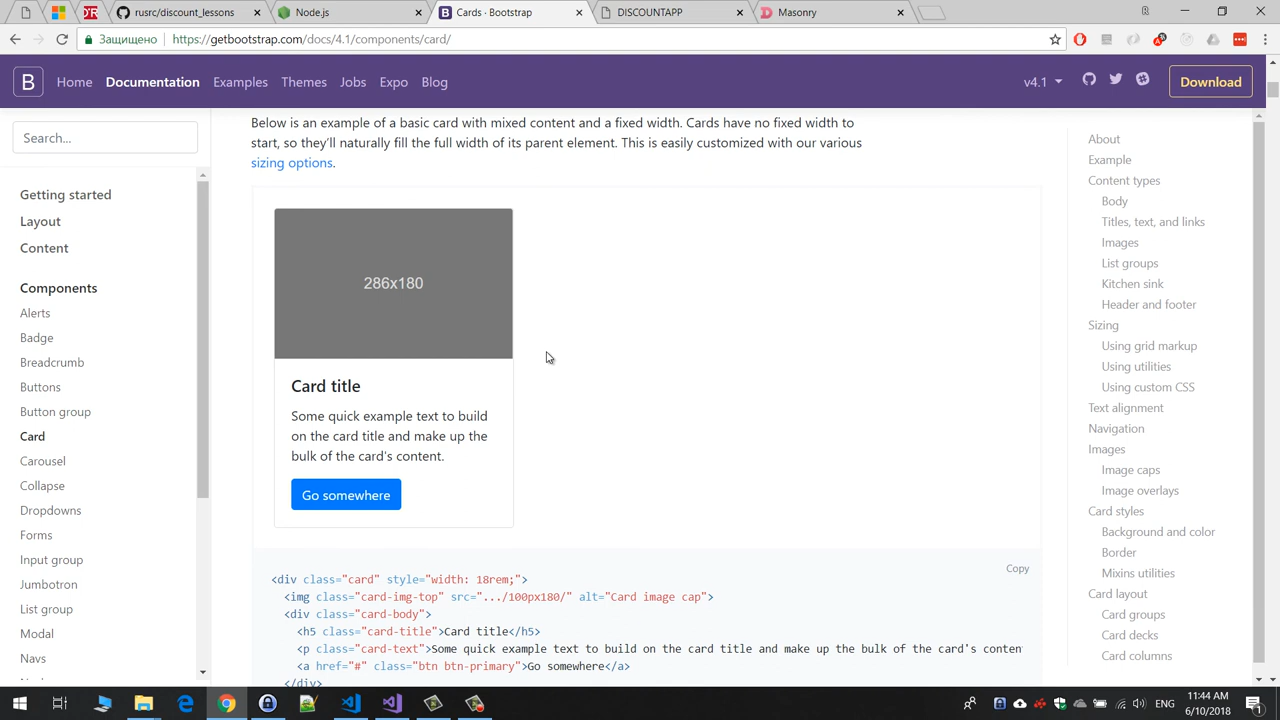 rusrc/discount_lessons
Node.js
Cards · Bootstrap
DISCOUNTAPP
Masonry
Защищено
https://getbootstrap.com/docs/4.1/components/card/
B
Home
Documentation
Examples
Themes
Jobs
Expo
Blog
v4.1
Download
Search...
Getting started
Layout
Content
Components
Alerts
Badge
Breadcrumb
Buttons
Button group
Card
Carousel
Collapse
Dropdowns
Forms
Input group
Jumbotron
List group
Modal
Navs
Below is an example of a basic card with mixed content and a fixed width. Cards have no fixed width to
start, so they'll naturally fill the full width of its parent element. This is easily customized with our various
sizing options.
286x180
Card title
Some quick example text to build
on the card title and make up the
bulk of the card's content.
Go somewhere
Copy
<div class="card" style="width: 18rem;">
<img class="card-img-top" src=".../100px180/" alt="Card image cap">
<div class="card-body">
<h5 class="card-title">Card title</h5>
<p class="card-text">Some quick example text to build on the card title and make up the bulk of the card's conten
<a href="#" class="btn btn-primary">Go somewhere</a>
</div>
About
Example
Content types
Body
Titles, text, and links
Images
List groups
Kitchen sink
Header and footer
Sizing
Using grid markup
Using utilities
Using custom CSS
Text alignment
Navigation
Images
Image caps
Image overlays
Card styles
Background and color
Border
Mixins utilities
Card layout
Card groups
Card decks
Card columns
ENG
11:44 AM
6/10/2018